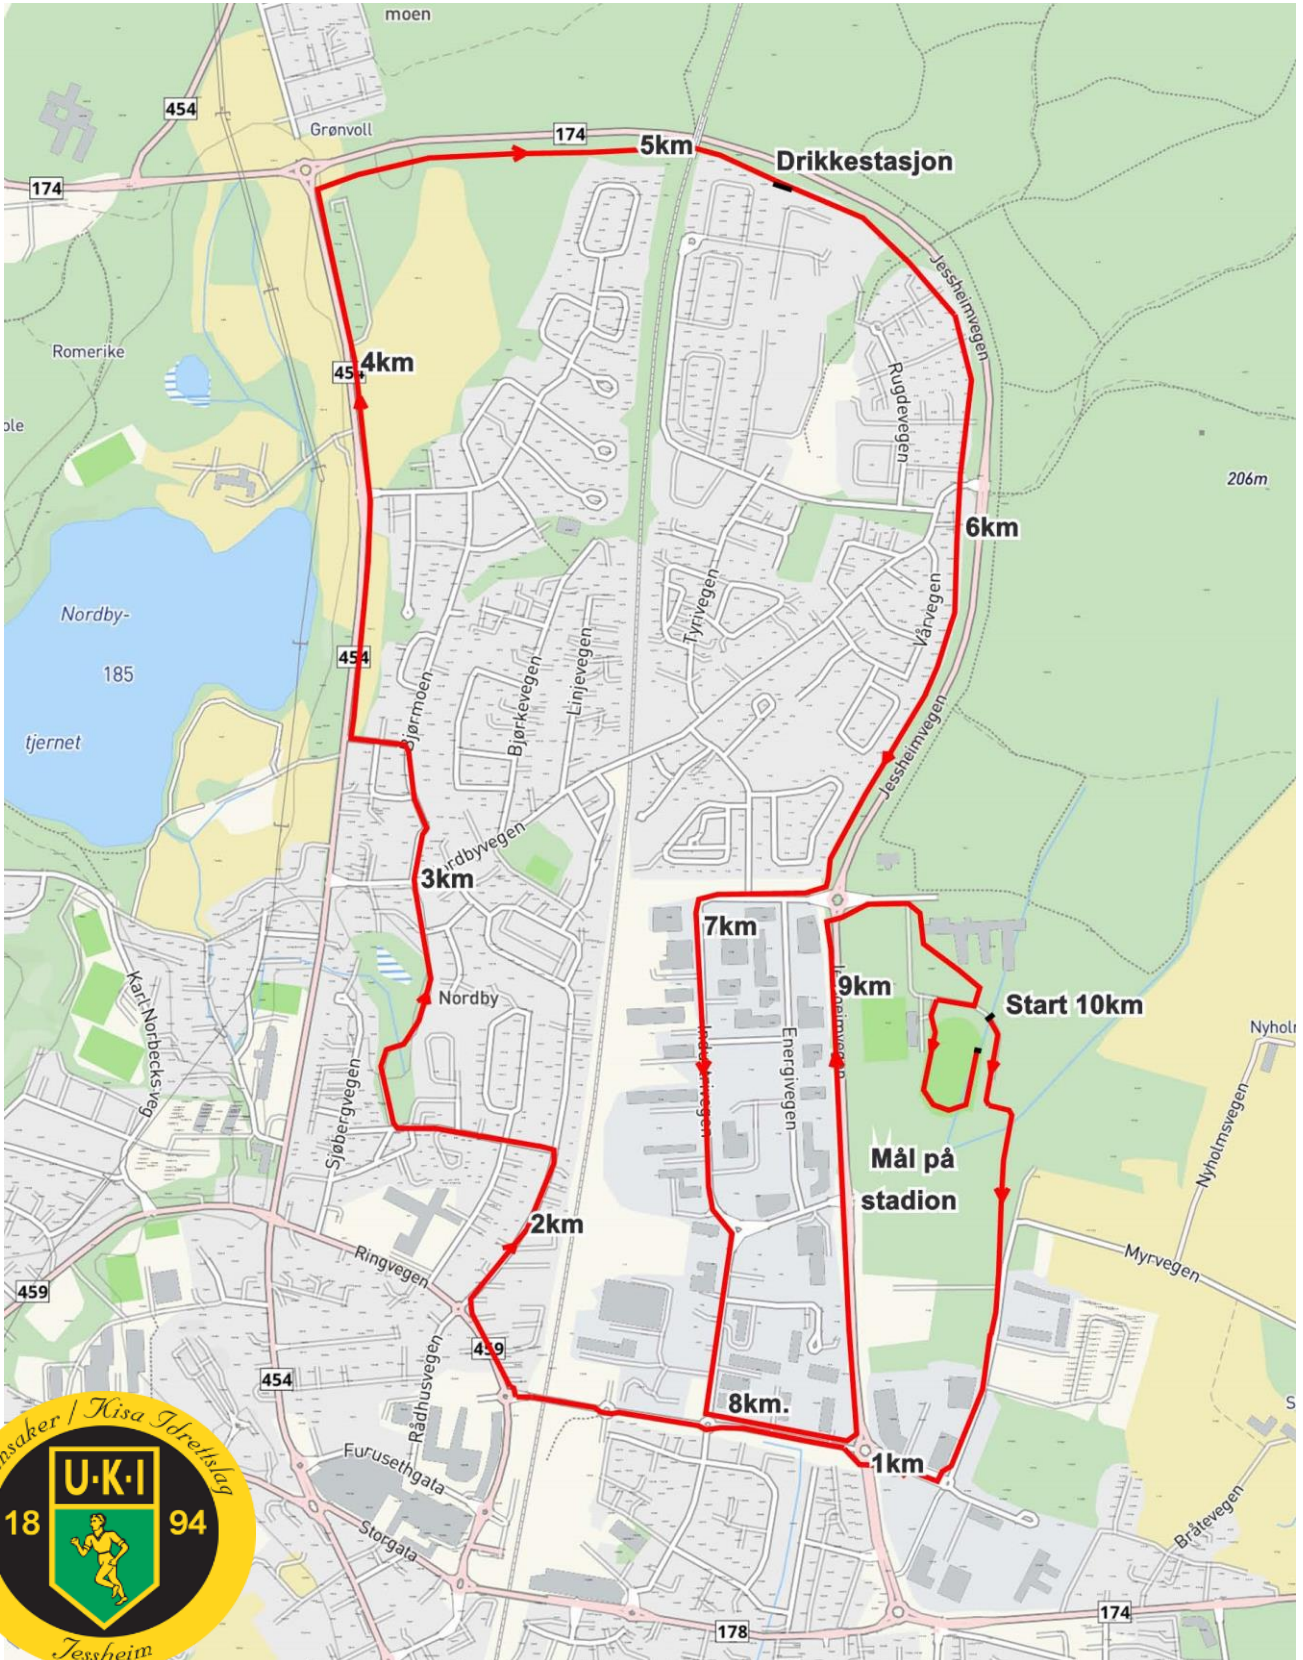 moen
454
Grønvoll
174
5km
Drikkestasjon
174
Jessheimvegen
Romerike
4km
454
Rugdevegen
206m
6km
Nordby-
185
tjernet
454
Tyrivegen
Vårvegen
Linjevegen
Bjørkevegen
Bjørmoen
Jessheimvegen
ordbyvegen
3km
7km
9km
Nordby
Start 10km
Karl Norbecks veg
Energivegen
Sjøbergvegen
Nyholmsvegen
Mål på
stadion
2km
Ringvegen
Myrvegen
459
459
454
Rådhusvegen
8km.
Furusethgata
1km
Storgata
Bråtevegen
174
178
nsaker / Kisa Idrettslag
U·K·I
18 94
Jessheim